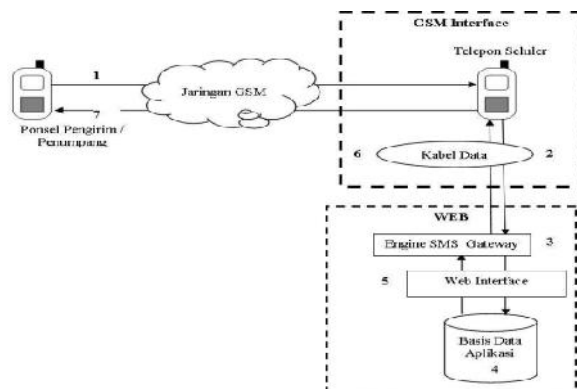 GSM Interface
Telepon Seluler
1
Jaringan GSM
7
Ponsel Pengirim /
Penumpang
6
Kabel Data
2
WEB
Engine SMS Gateway
3
5
Web Interface
Basis Data
Aplikasi
4